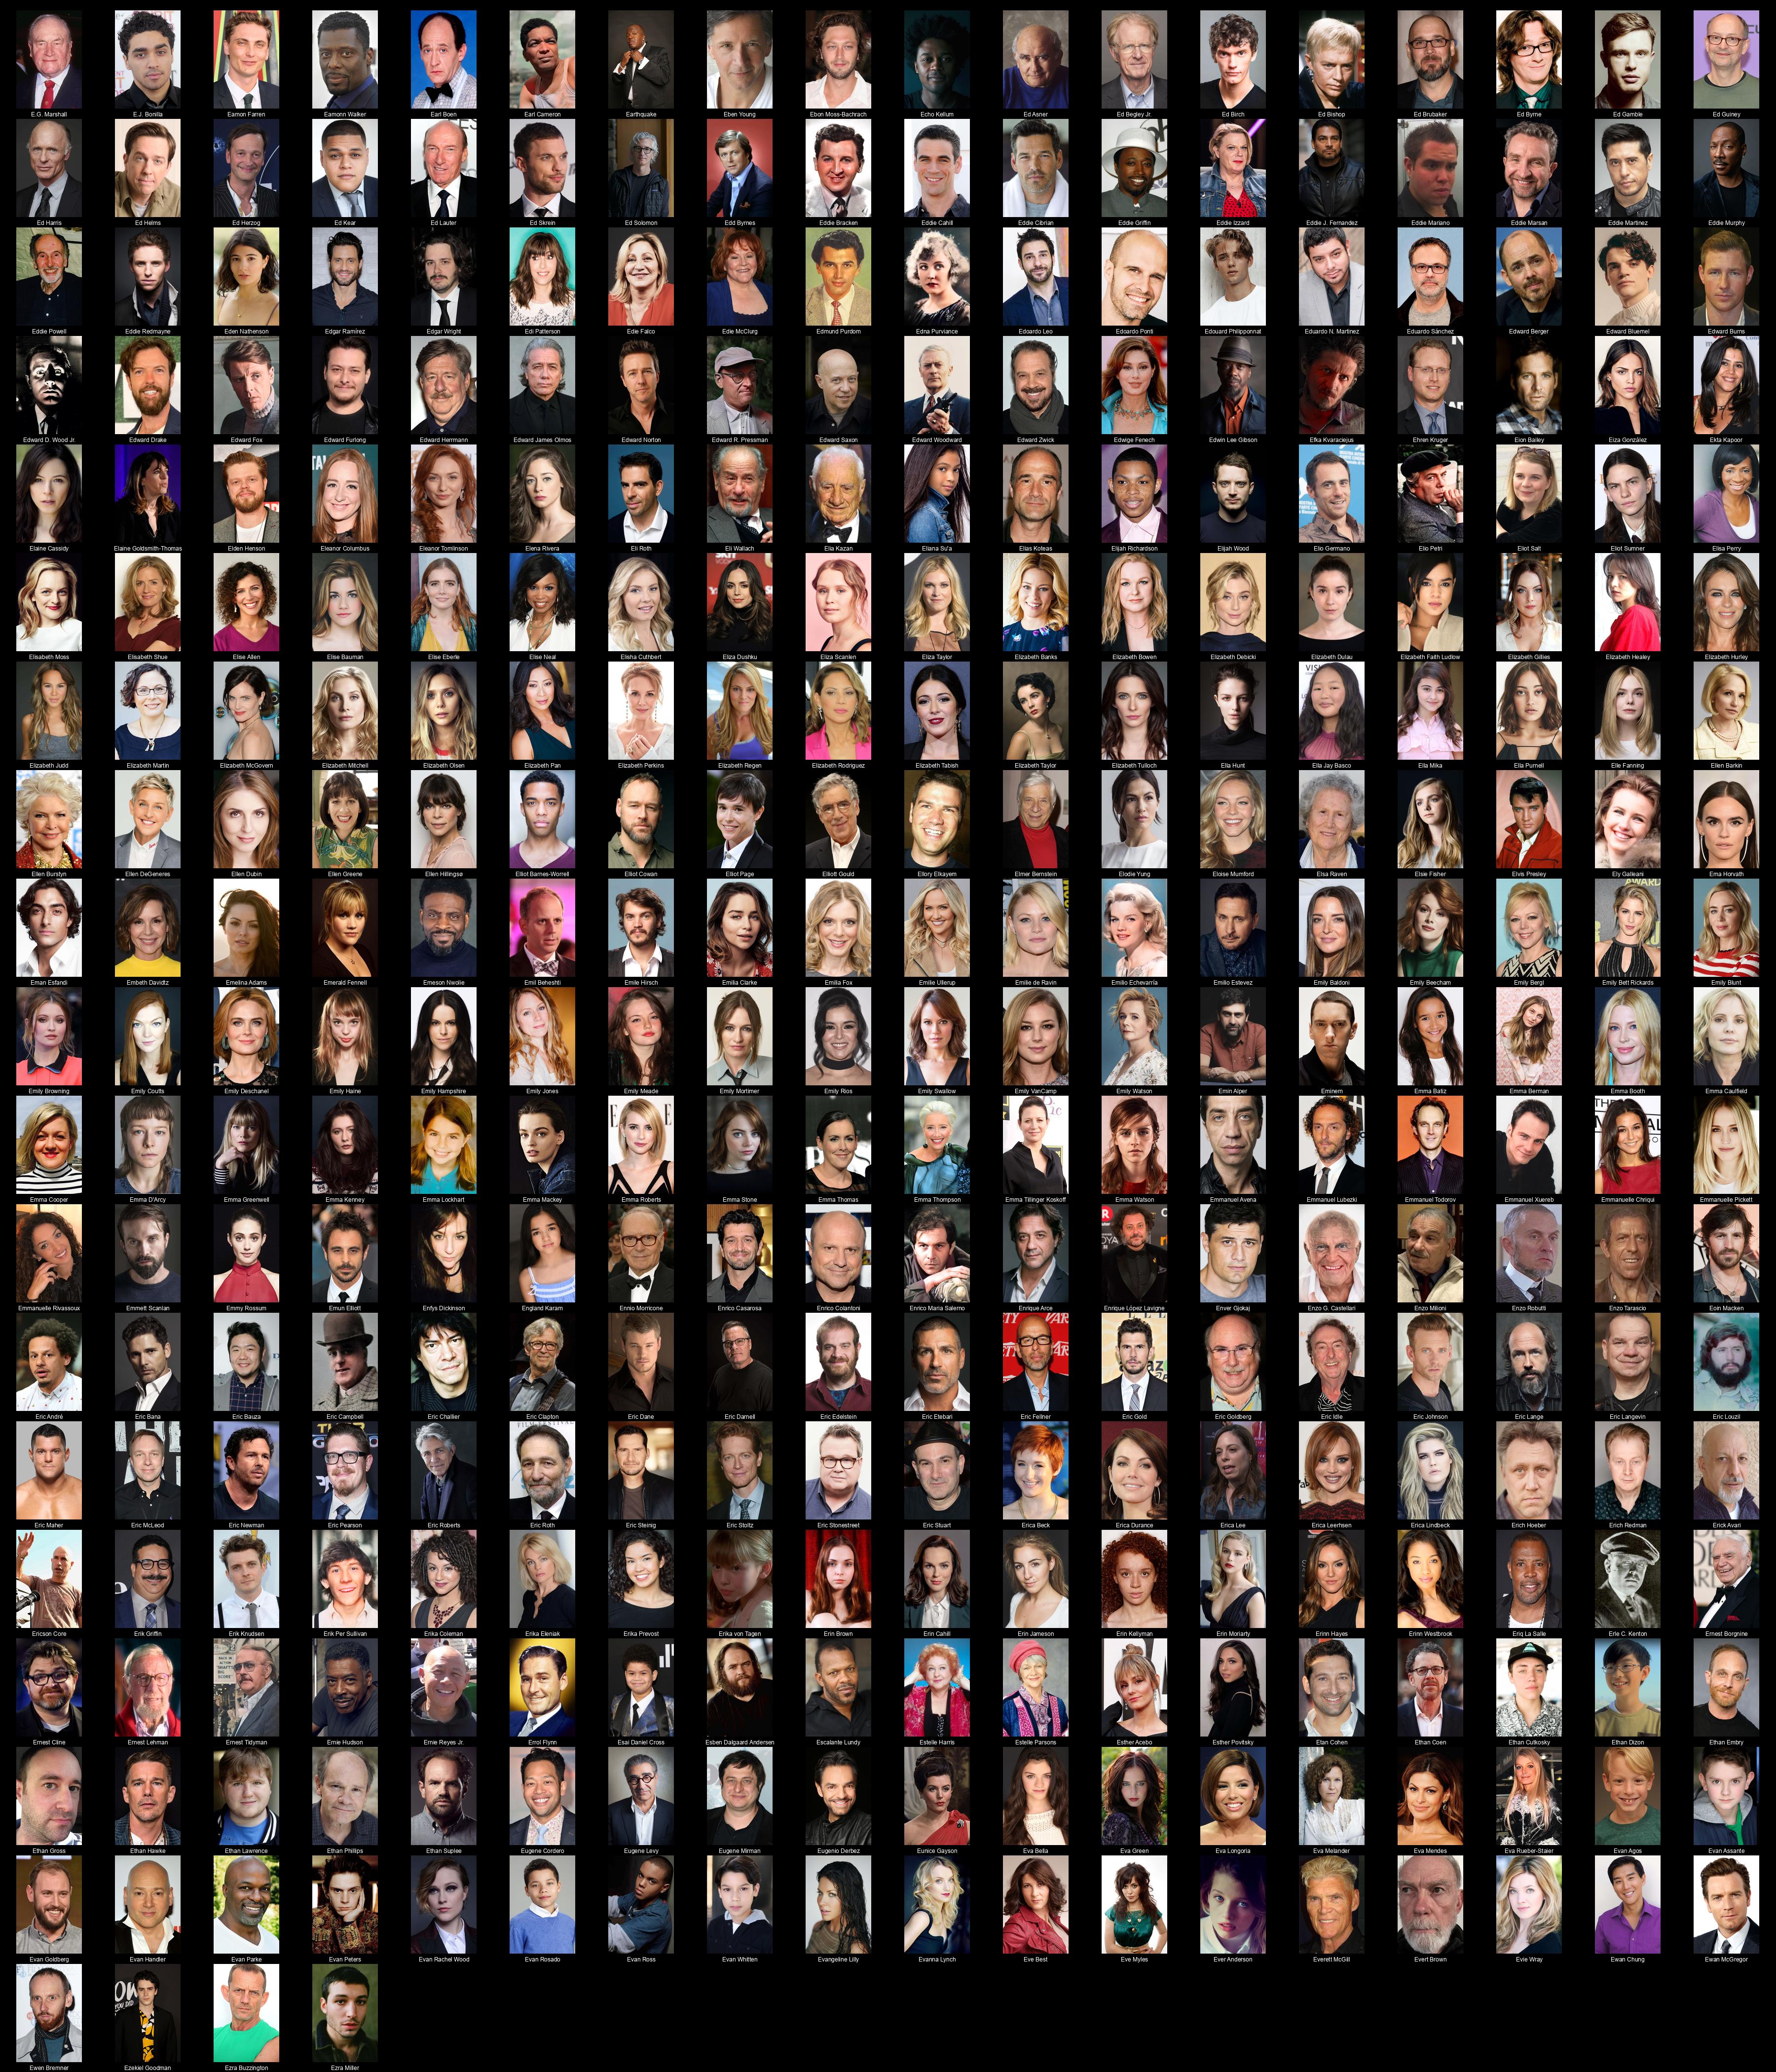 E.G. Marshall E.J. Bonilla Eamon Farren Eamonn Walker Earl Boen Earl Cameron Earthquake Eben Young Ebon Moss-Bachrach Echo Kellum Ed Asner Ed Begley Jr. Ed Birch Ed Bishop Ed Brubaker Ed Byrne Ed Gamble Ed Guiney
Ed Harris Ed Helms Ed Herzog Ed Kear Ed Lauter Ed Skrein Ed Solomon Edd Byrnes Eddie Bracken Eddie Cahill Eddie Cibrian Eddie Griffin Eddie Izzard Eddie J. Fernandez Eddie Mariano Eddie Marsan Eddie Martinez Eddie Murphy
Eddie Powell Eddie Redmayne Eden Nathenson Edgar Ramírez Edgar Wright Edi Patterson Edie Falco Edie McClurg Edmund Purdom Edna Purviance Edoardo Leo Edoardo Ponti Edouard Philipponnat Eduardo N. Martinez Eduardo Sánchez Edward Berger Edward Bluemel Edward Burns
Edward D. Wood Jr. Edward Drake Edward Fox Edward Furlong Edward Herrmann Edward James Olmos Edward Norton Edward R. Pressman Edward Saxon Edward Woodward Edward Zwick Edwige Fenech Edwin Lee Gibson Efka Kvaraciejus Ehren Kruger Eion Bailey Eiza González Ekta Kapoor
Elaine Cassidy Elaine Goldsmith-Thomas Elden Henson Eleanor Columbus Eleanor Tomlinson Elena Rivera Eli Roth Eli Wallach Elia Kazan Eliana Su'a Elias Koteas Elijah Richardson Elijah Wood Elio Germano Elio Petri Eliot Salt Eliot Sumner Elisa Perry
Elisabeth Moss Elisabeth Shue Elise Allen Elise Bauman Elise Eberle Elise Neal Elisha Cuthbert Eliza Dushku Eliza Scanlen Eliza Taylor Elizabeth Banks Elizabeth Bowen Elizabeth Debicki Elizabeth Dulau Elizabeth Faith Ludlow Elizabeth Gillies Elizabeth Healey Elizabeth Hurley
Elizabeth Judd Elizabeth Martin Elizabeth McGovern Elizabeth Mitchell Elizabeth Olsen Elizabeth Pan Elizabeth Perkins Elizabeth Regen Elizabeth Rodriguez Elizabeth Tabish Elizabeth Taylor Elizabeth Tulloch Ella Hunt Ella Jay Basco Ella Mika Ella Purnell Elle Fanning Ellen Barkin
Ellen Burstyn Ellen DeGeneres Ellen Dubin Ellen Greene Ellen Hillingsø Elliot Barnes-Worrell Elliot Cowan Elliot Page Elliott Gould Ellory Elkayem Elmer Bernstein Elodie Yung Eloise Mumford Elsa Raven Elsie Fisher Elvis Presley Ely Galleani Ema Horvath
Eman Esfandi Embeth Davidtz Emelina Adams Emerald Fennell Emeson Nwolie Emil Beheshti Emile Hirsch Emilia Clarke Emilia Fox Emilie Ullerup Emilie de Ravin Emilio Echevarría Emilio Estevez Emily Baldoni Emily Beecham Emily Bergl Emily Bett Rickards Emily Blunt
Emily Browning Emily Coutts Emily Deschanel Emily Haine Emily Hampshire Emily Jones Emily Meade Emily Mortimer Emily Rios Emily Swallow Emily VanCamp Emily Watson Emin Alper Eminem Emma Batiz Emma Berman Emma Booth Emma Caulfield
Emma Cooper Emma D'Arcy Emma Greenwell Emma Kenney Emma Lockhart Emma Mackey Emma Roberts Emma Stone Emma Thomas Emma Thompson Emma Tillinger Koskoff Emma Watson Emmanuel Avena Emmanuel Lubezki Emmanuel Todorov Emmanuel Xuereb Emmanuelle Chriqui Emmanuelle Pickett
Emmanuelle Rivassoux Emmett Scanlan Emmy Rossum Emun Elliott Enfys Dickinson England Karam Ennio Morricone Enrico Casarosa Enrico Colantoni Enrico Maria Salerno Enrique Arce Enrique López Lavigne Enver Gjokaj Enzo G. Castellari Enzo Milioni Enzo Robutti Enzo Tarascio Eoin Macken
Eric André Eric Bana Eric Bauza Eric Campbell Eric Challier Eric Clapton Eric Dane Eric Darnell Eric Edelstein Eric Etebari Eric Fellner Eric Gold Eric Goldberg Eric Idle Eric Johnson Eric Lange Eric Langevin Eric Louzil
Eric Maher Eric McLeod Eric Newman Eric Pearson Eric Roberts Eric Roth Eric Steinig Eric Stoltz Eric Stonestreet Eric Stuart Erica Beck Erica Durance Erica Lee Erica Leerhsen Erica Lindbeck Erich Hoeber Erich Redman Erick Avari
Ericson Core Erik Griffin Erik Knudsen Erik Per Sullivan Erika Coleman Erika Eleniak Erika Prevost Erika von Tagen Erin Brown Erin Cahill Erin Jameson Erin Kellyman Erin Moriarty Erinn Hayes Erinn Westbrook Eriq La Salle Erle C. Kenton Ernest Borgnine
Ernest Cline Ernest Lehman Ernest Tidyman Ernie Hudson Ernie Reyes Jr. Errol Flynn Esai Daniel Cross Esben Dalgaard Andersen Escalante Lundy Estelle Harris Estelle Parsons Esther Acebo Esther Povitsky Etan Cohen Ethan Coen Ethan Cutkosky Ethan Dizon Ethan Embry
Ethan Gross Ethan Hawke Ethan Lawrence Ethan Phillips Ethan Suplee Eugene Cordero Eugene Levy Eugene Mirman Eugenio Derbez Eunice Gayson Eva Bella Eva Green Eva Longoria Eva Melander Eva Mendes Eva Rueber-Staier Evan Agos Evan Assante
Evan Goldberg Evan Handler Evan Parke Evan Peters Evan Rachel Wood Evan Rosado Evan Ross Evan Whitten Evangeline Lilly Evanna Lynch Eve Best Eve Myles Ever Anderson Everett McGill Evert Brown Evie Wray Ewan Chung Ewan McGregor
Ewen Bremner Ezekiel Goodman Ezra Buzzington Ezra Miller